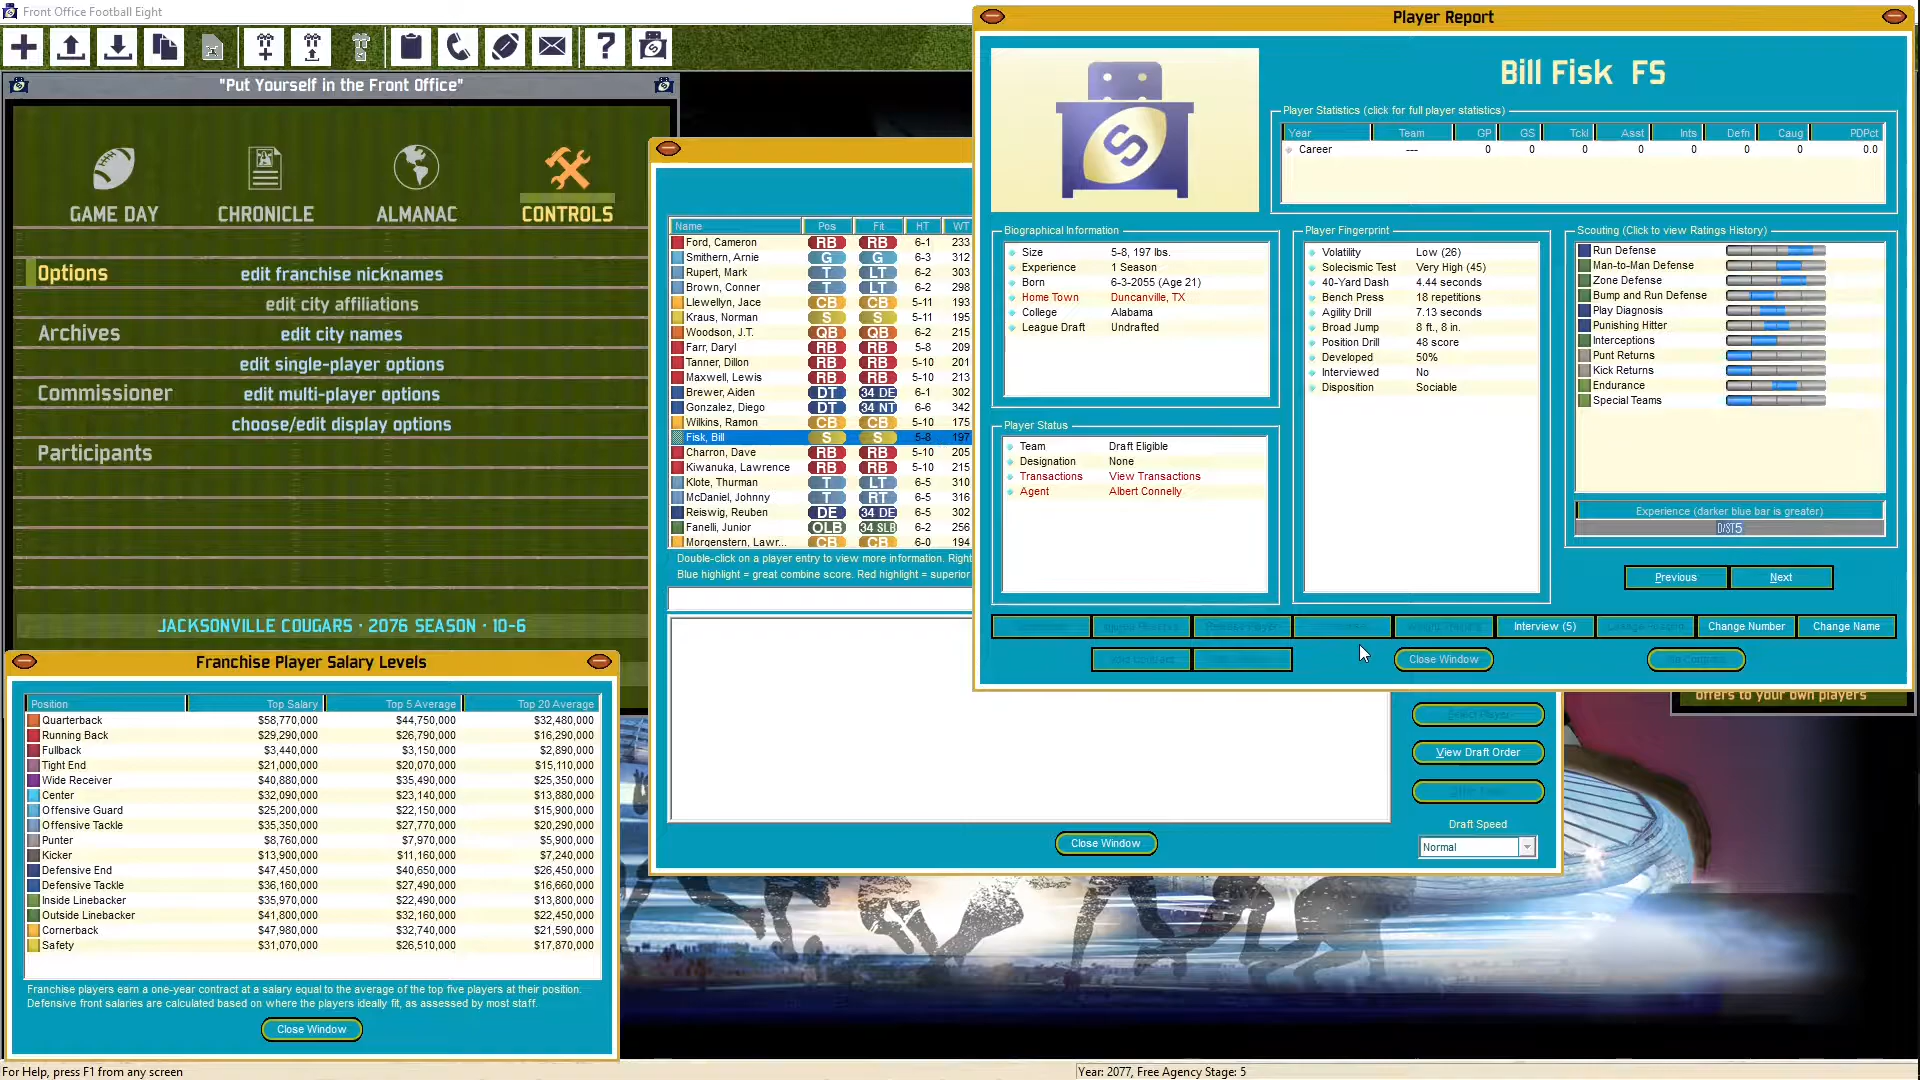 Front Office Football Eight
"Put Yourself in the Front Office"
GAME DAY
CHRONICLE
ALMANAC
CONTROLS
Options
edit franchise nicknames
edit city affiliations
Archives
edit city names
edit single-player options
Commissioner
edit multi-player options
choose/edit display options
Participants
JACKSONVILLE COUGARS · 2076 SEASON · 10-6
Franchise Player Salary Levels
Position Top Salary Top 5 Average Top 20 Average
Quarterback $58,770,000 $44,750,000 $32,480,000
Running Back $29,290,000 $26,790,000 $16,290,000
Fullback $3,440,000 $3,150,000 $2,890,000
Tight End $21,000,000 $20,070,000 $15,110,000
Wide Receiver $40,880,000 $35,490,000 $25,350,000
Center $32,090,000 $23,140,000 $13,880,000
Offensive Guard $25,200,000 $22,150,000 $15,900,000
Offensive Tackle $35,350,000 $27,770,000 $20,290,000
Punter $8,760,000 $7,970,000 $5,900,000
Kicker $13,900,000 $11,160,000 $7,240,000
Defensive End $47,450,000 $40,650,000 $26,450,000
Defensive Tackle $36,160,000 $27,490,000 $16,660,000
Inside Linebacker $35,970,000 $22,490,000 $13,800,000
Outside Linebacker $41,800,000 $32,160,000 $22,450,000
Cornerback $47,980,000 $32,740,000 $21,590,000
Safety $31,070,000 $26,510,000 $17,870,000
Franchise players earn a one-year contract at a salary equal to the average of the top five players at their position.
Defensive front salaries are calculated based on where the players ideally fit, as assessed by most staff.
Close Window
Name Pos Fit HT WT
Ford, Cameron RB RB 6-1 233
Smithern, Arnie G G 6-3 312
Rupert, Mark T LT 6-2 303
Brown, Conner T LT 6-2 298
Llewellyn, Jace CB CB 5-11 193
Kraus, Norman S S 5-11 195
Woodson, J.T. QB QB 6-2 215
Farr, Daryl RB RB 5-8 209
Tanner, Dillon RB RB 5-10 201
Maxwell, Lewis RB RB 5-10 213
Brewer, Aiden DT 34 DE 6-1 302
Gonzalez, Diego DT 34 NT 6-6 342
Wilkins, Ramon CB CB 5-10 175
Fisk, Bill S S 5-8 197
Charron, Dave RB RB 5-10 205
Kiwanuka, Lawrence RB RB 5-10 215
Klote, Thurman T LT 6-5 310
McDaniel, Johnny T RT 6-5 316
Reiswig, Reuben DE 34 DE 6-5 302
Fanelli, Junior OLB 34 SLB 6-2 256
Morgenstern, Lawr... CB CB 6-0 194
Double-click on a player entry to view more information. Right
Blue highlight = great combine score. Red highlight = superior
View Draft Order
Draft Speed
Normal
Close Window
Player Report
Bill Fisk FS
Player Statistics (click for full player statistics)
Year Team GP GS Tckl Asst Ints Defn Caug PDPct
Career --- 0 0 0 0 0 0 0 0.0
Biographical Information
Size 5-8, 197 lbs.
Experience 1 Season
Born 6-3-2055 (Age 21)
Home Town Duncanville, TX
College Alabama
League Draft Undrafted
Player Status
Team Draft Eligible
Designation None
Transactions View Transactions
Agent Albert Connelly
Player Fingerprint
Volatility Low (26)
Solecismic Test Very High (45)
40-Yard Dash 4.44 seconds
Bench Press 18 repetitions
Agility Drill 7.13 seconds
Broad Jump 8 ft., 8 in.
Position Drill 48 score
Developed 50%
Interviewed No
Disposition Sociable
Scouting (Click to view Ratings History)
Run Defense
Man-to-Man Defense
Zone Defense
Bump and Run Defense
Play Diagnosis
Punishing Hitter
Interceptions
Punt Returns
Kick Returns
Endurance
Special Teams
Experience (darker blue bar is greater)
D/ST5
Previous Next
Interview (5) Change Number Change Name
Close Window
offers to your own players
For Help, press F1 from any screen
Year: 2077, Free Agency Stage: 5